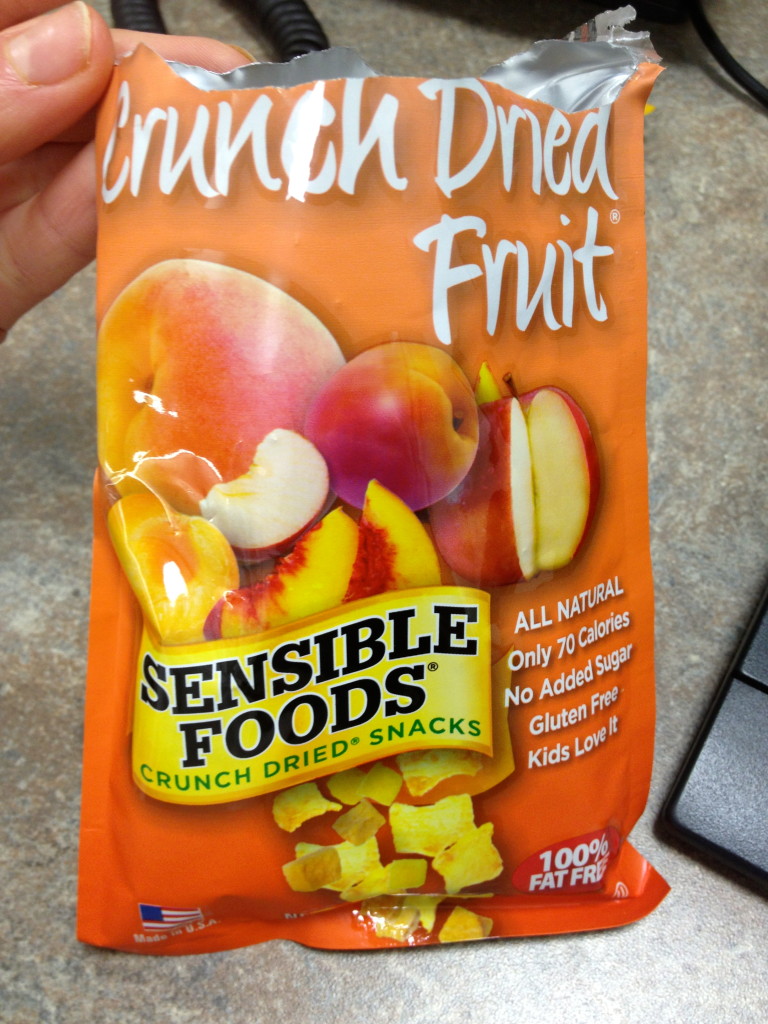 Crunch Dried
Fruit®
SENSIBLE
FOODS®
CRUNCH DRIED® SNACKS
ALL NATURAL
Only 70 Calories
No Added Sugar
Gluten Free
Kids Love It
100%
FAT FREE
Made in U.S.A.